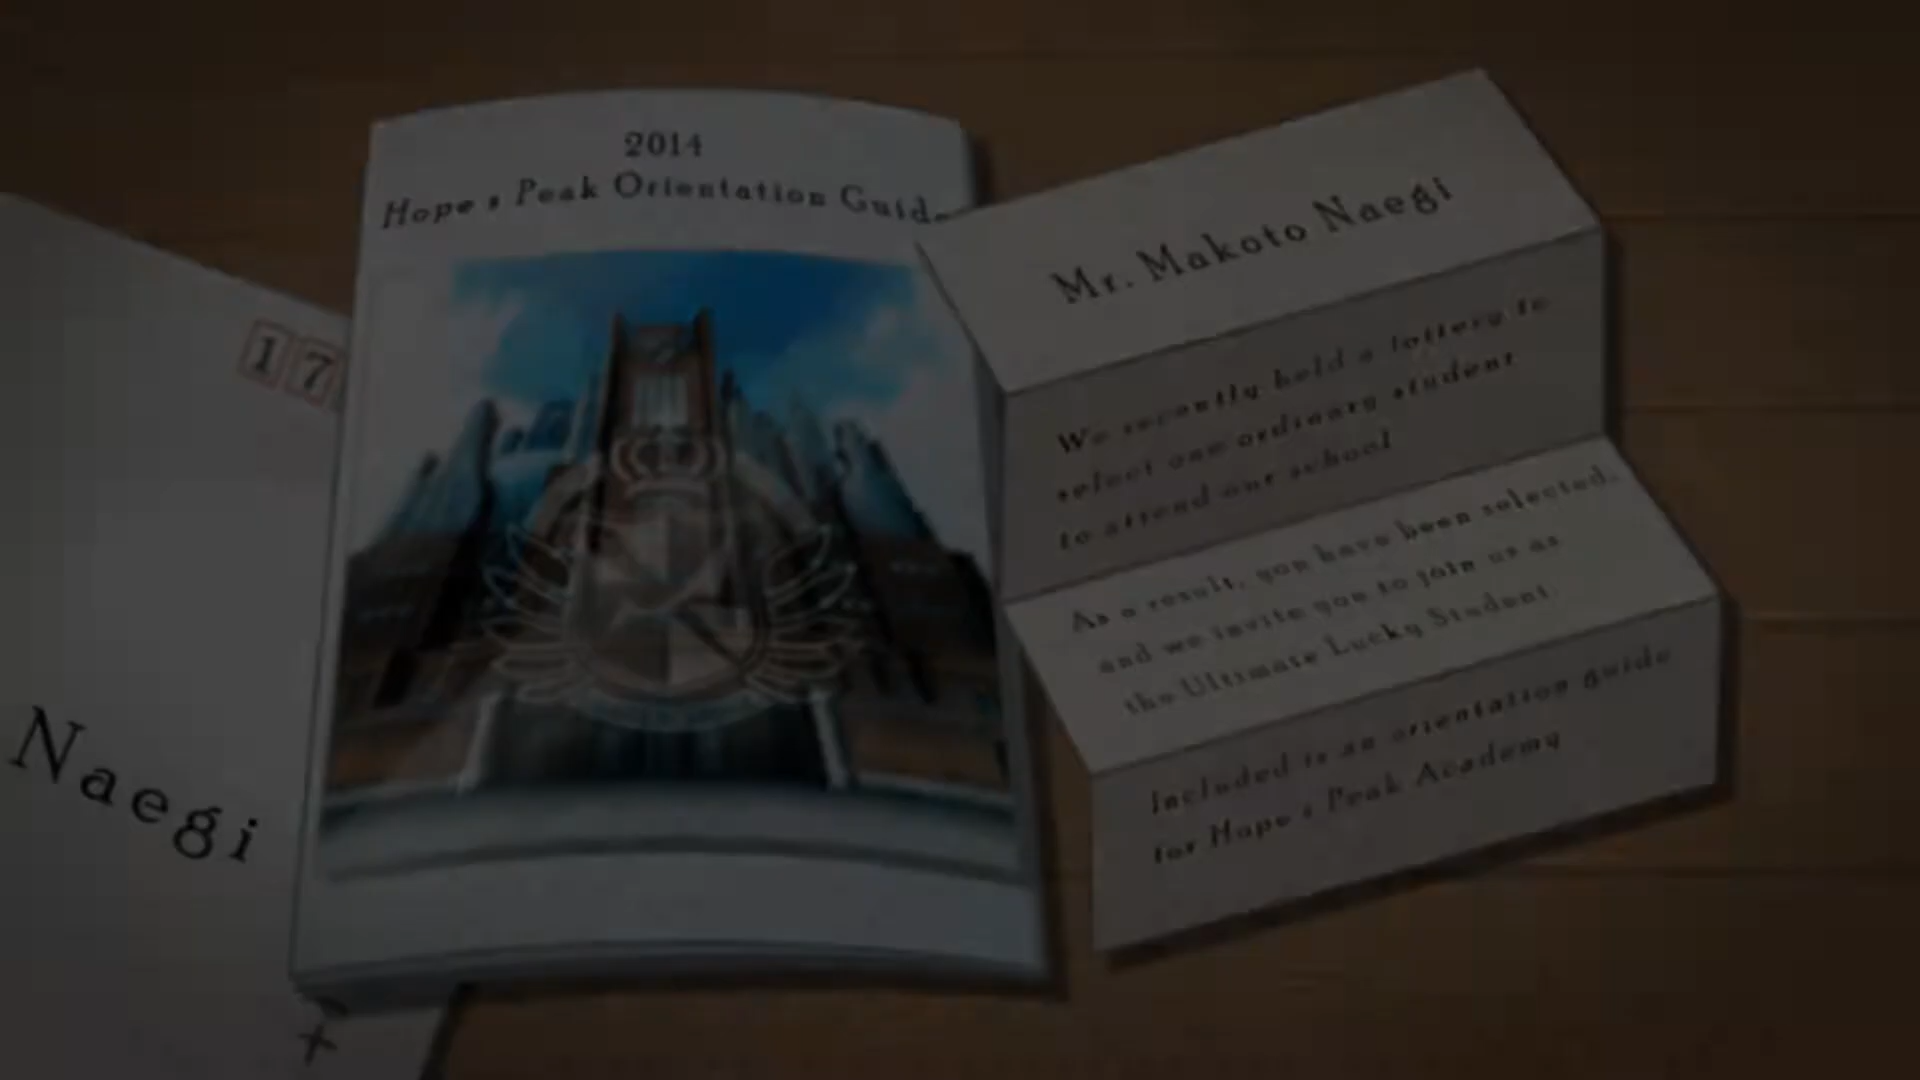 17
Naegi
2014
Hope's Peak Orientation Guide
Mr. Makoto Naegi
We recently held a lottery to
select one ordinary student
to attend our school
As a result, you have been selected,
and we invite you to join us as
the Ultimate Lucky Student.
Included is an orientation guide
for Hope's Peak Academy